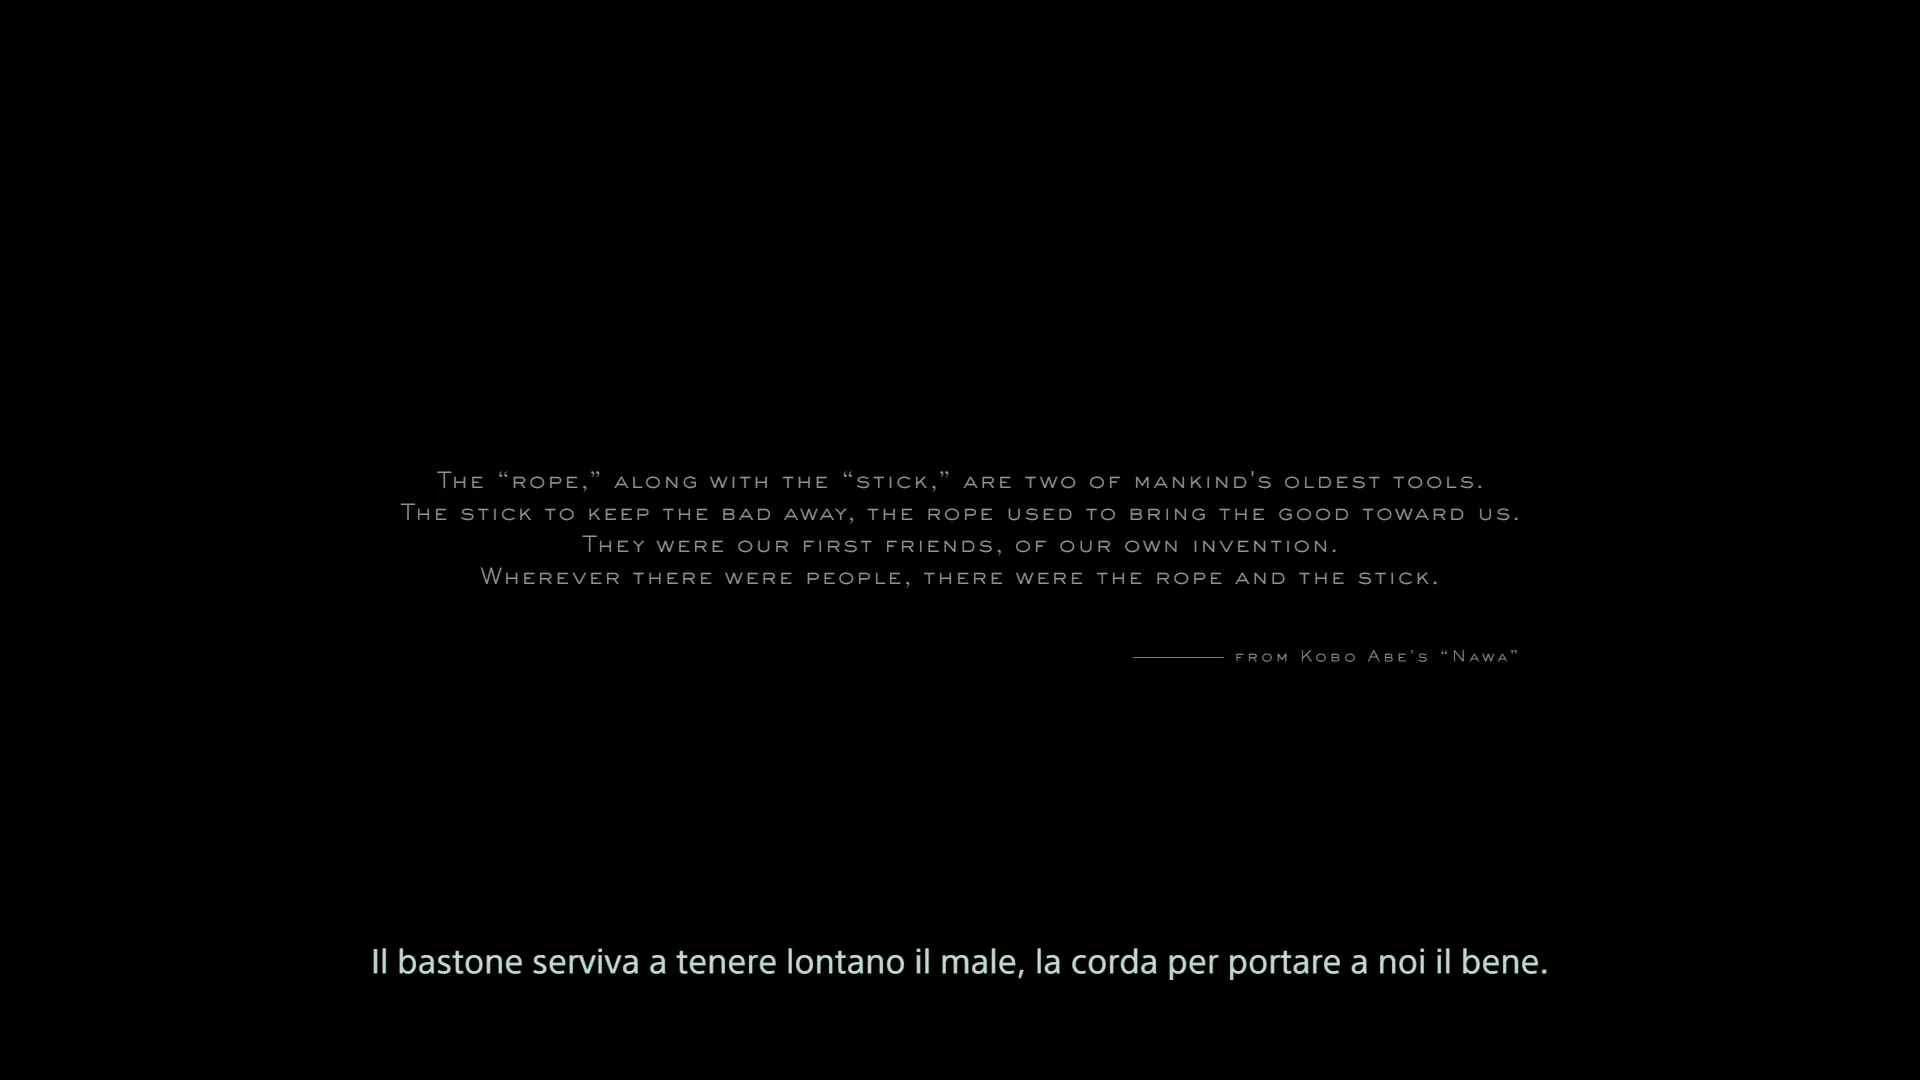 The “rope,” along with the “stick,” are two of mankind's oldest tools.
The stick to keep the bad away, the rope used to bring the good toward us.
They were our first friends, of our own invention.
Wherever there were people, there were the rope and the stick.
from Kobo Abe's “Nawa”
Il bastone serviva a tenere lontano il male, la corda per portare a noi il bene.